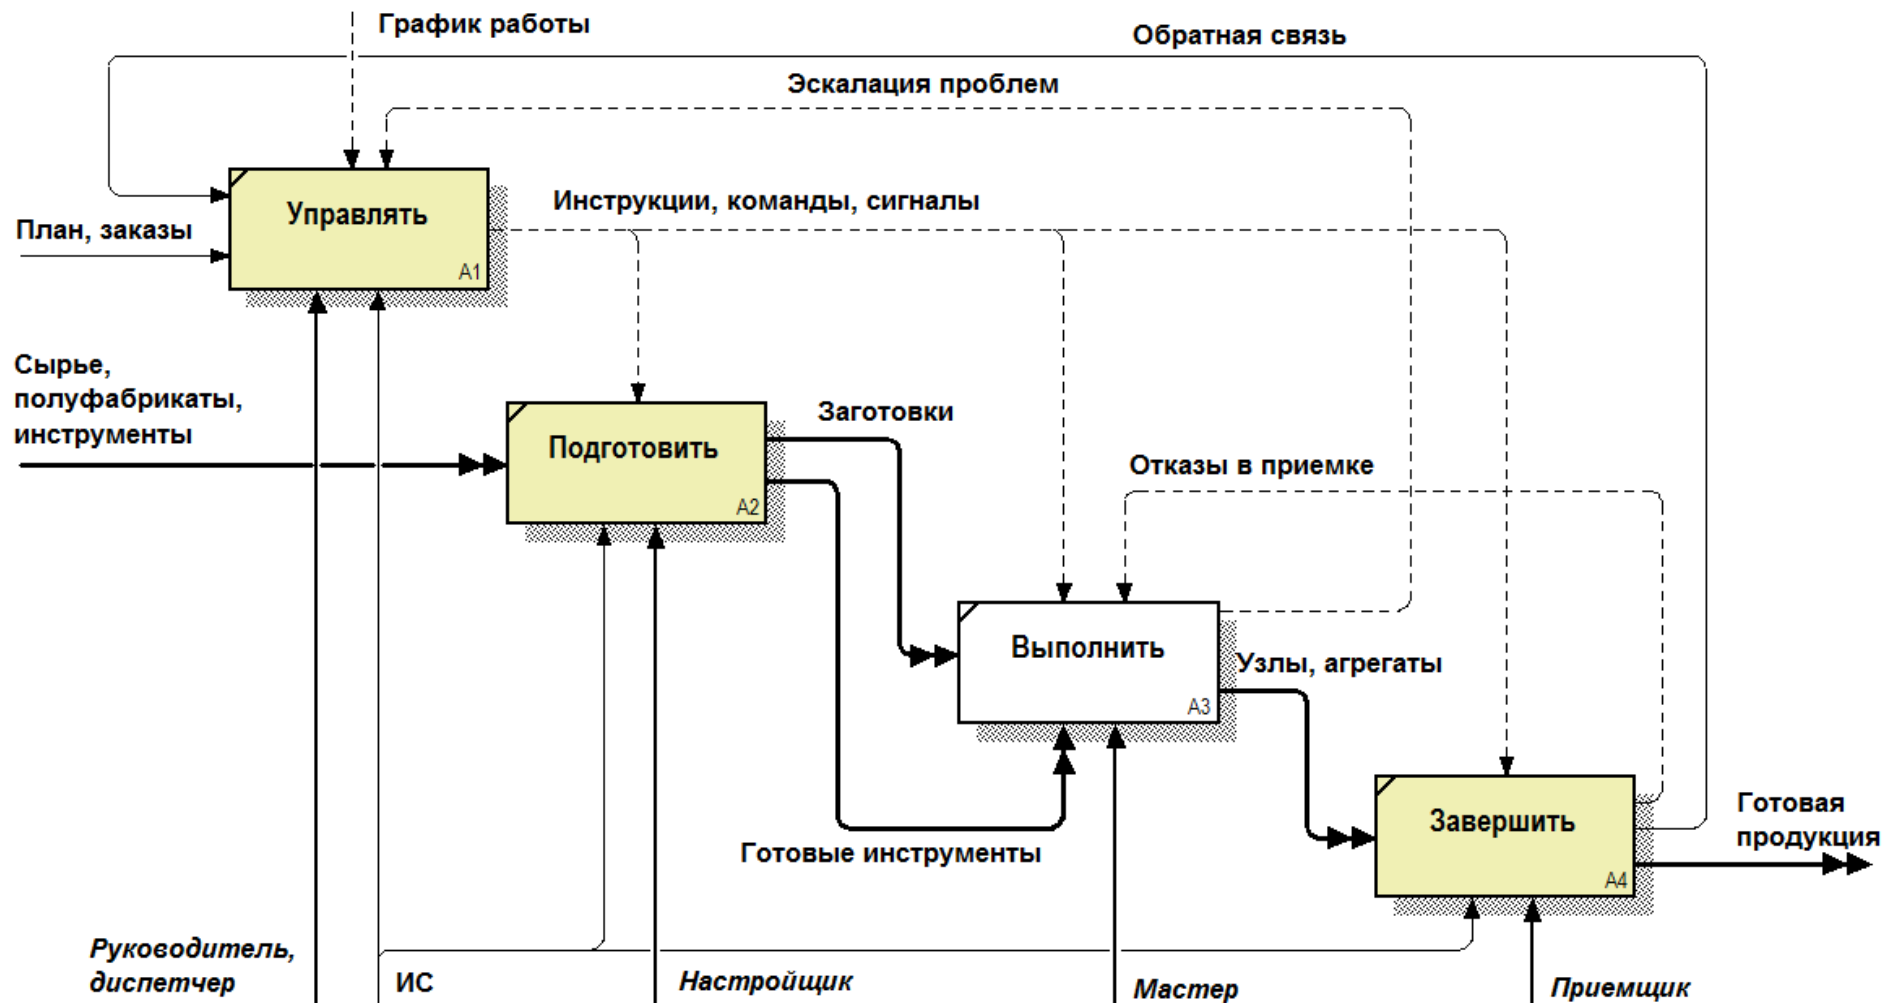 График работы
Обратная связь
Эскалация проблем
Инструкции, команды, сигналы
Управлять
План, заказы
A1
Сырье,
полуфабрикаты,
инструменты
Заготовки
Подготовить
Отказы в приемке
A2
Выполнить
Узлы, агрегаты
A3
Готовая
продукция
Завершить
Готовые инструменты
A4
Руководитель,
диспетчер
ИС
Настройщик
Мастер
Приемщик